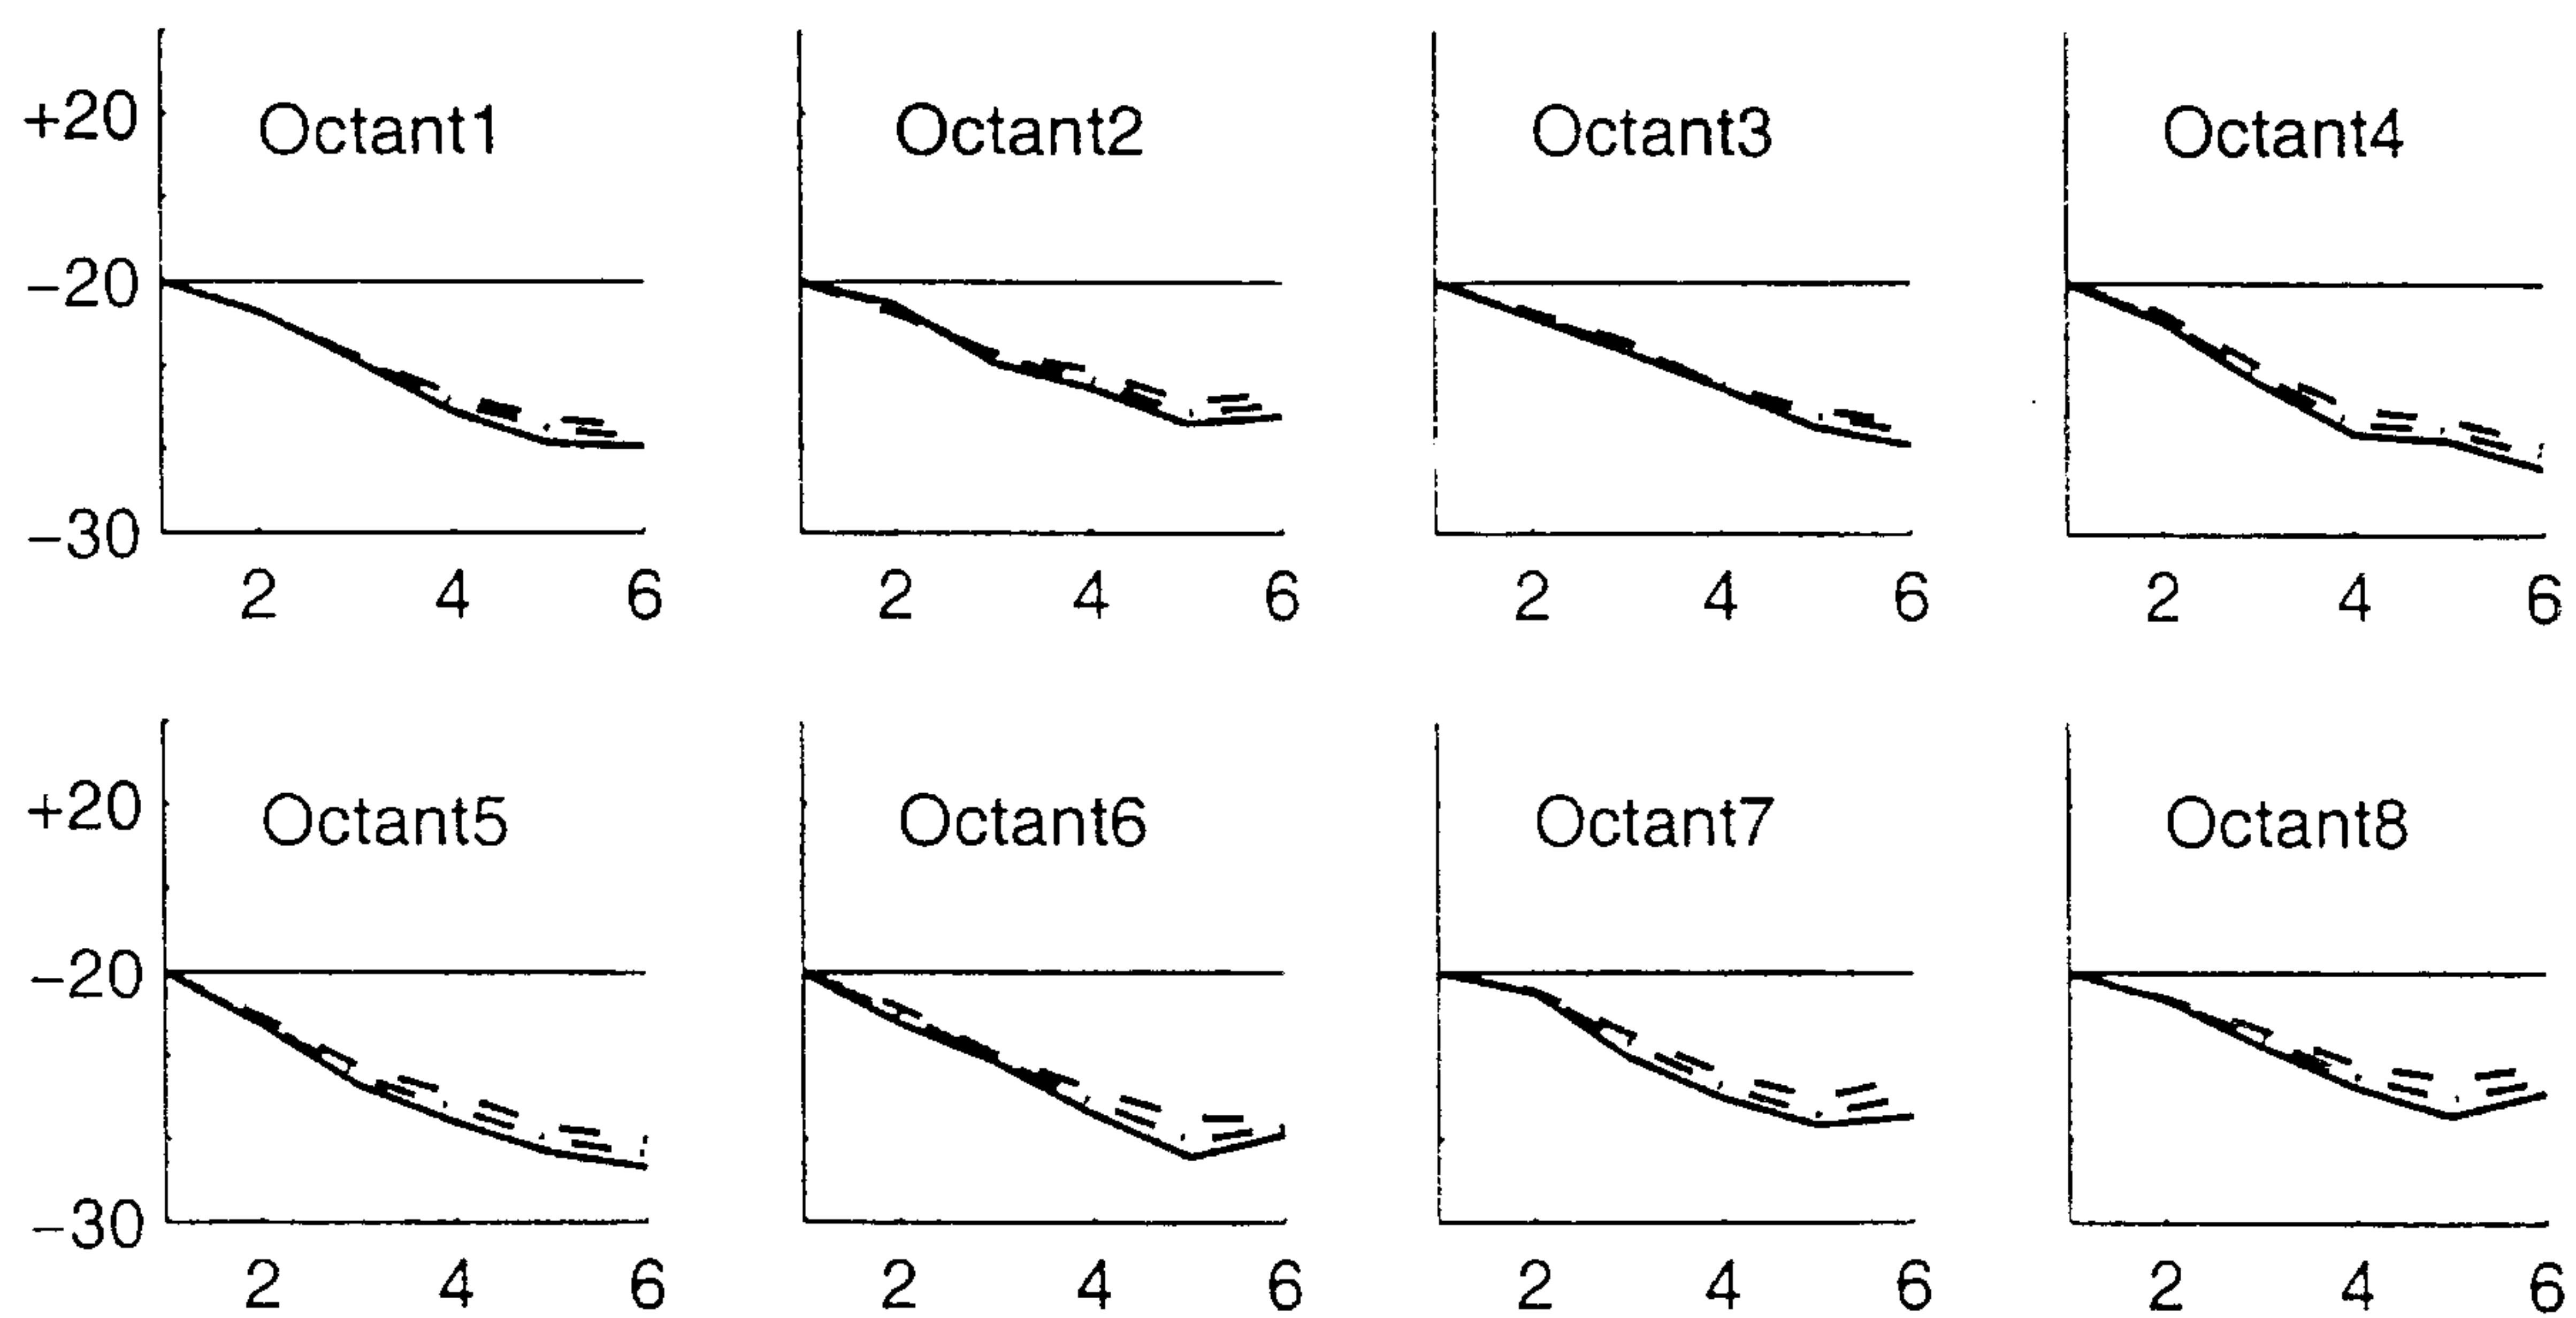 +20 Octant1 Octant2 Octant3 Octant4
−20
−30
2 4 6 2 4 6 2 4 6 2 4 6
+20 Octant5 Octant6 Octant7 Octant8
−20
−30
2 4 6 2 4 6 2 4 6 2 4 6